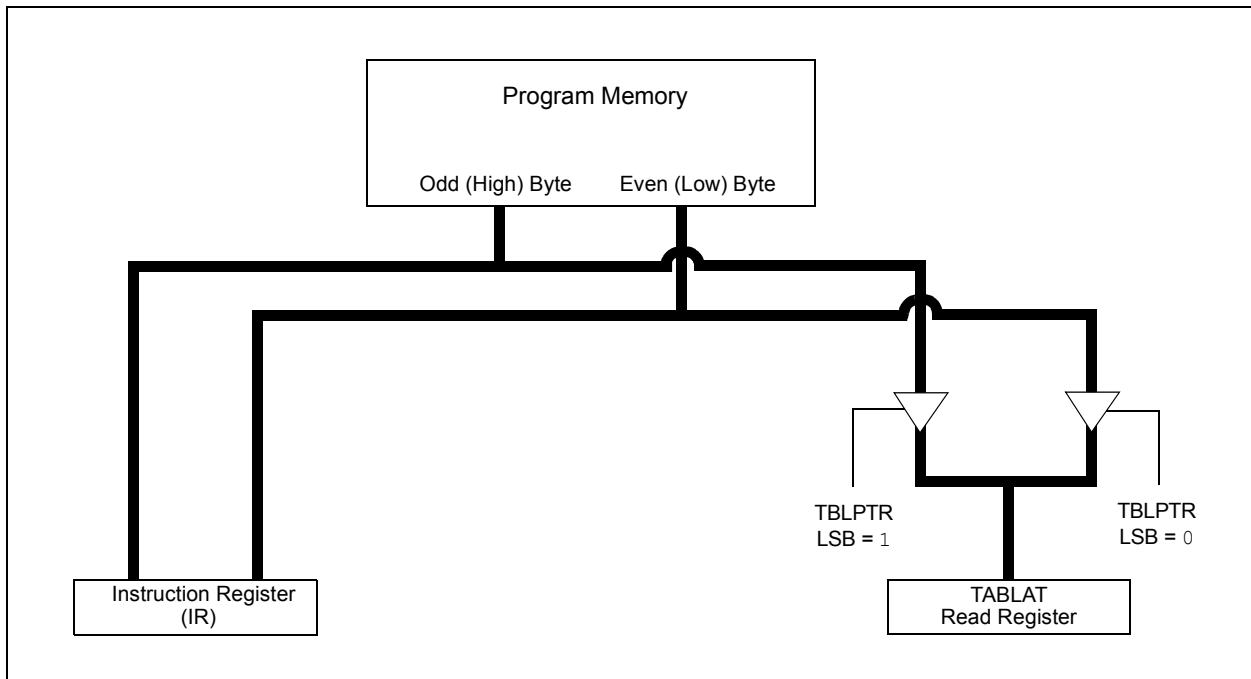 Program Memory
Odd (High) Byte
Even (Low) Byte
TBLPTR
LSB = 1
TBLPTR
LSB = 0
Instruction Register
(IR)
TABLAT
Read Register